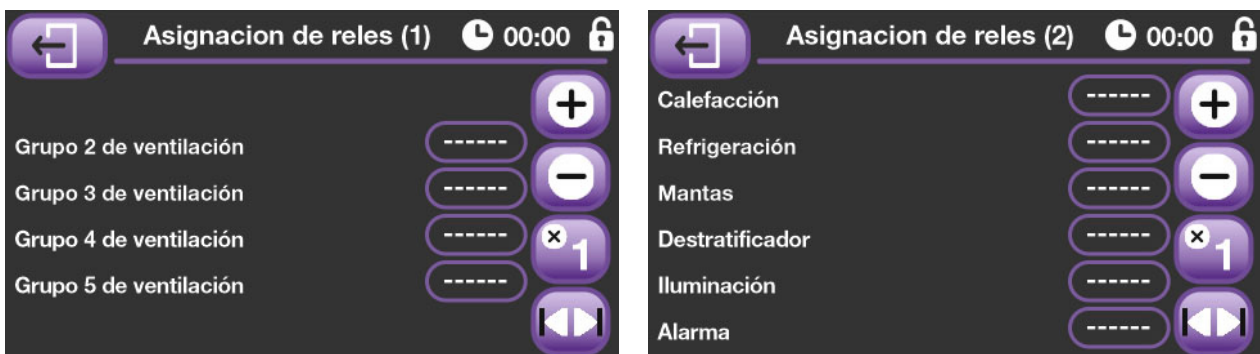 Asignacion de reles (1) 00:00
Grupo 2 de ventilación ------
Grupo 3 de ventilación ------
Grupo 4 de ventilación ------
Grupo 5 de ventilación ------
+
−
×1
Asignacion de reles (2) 00:00
Calefacción ------
Refrigeración ------
Mantas ------
Destratificador ------
Iluminación ------
Alarma ------
+
−
×1